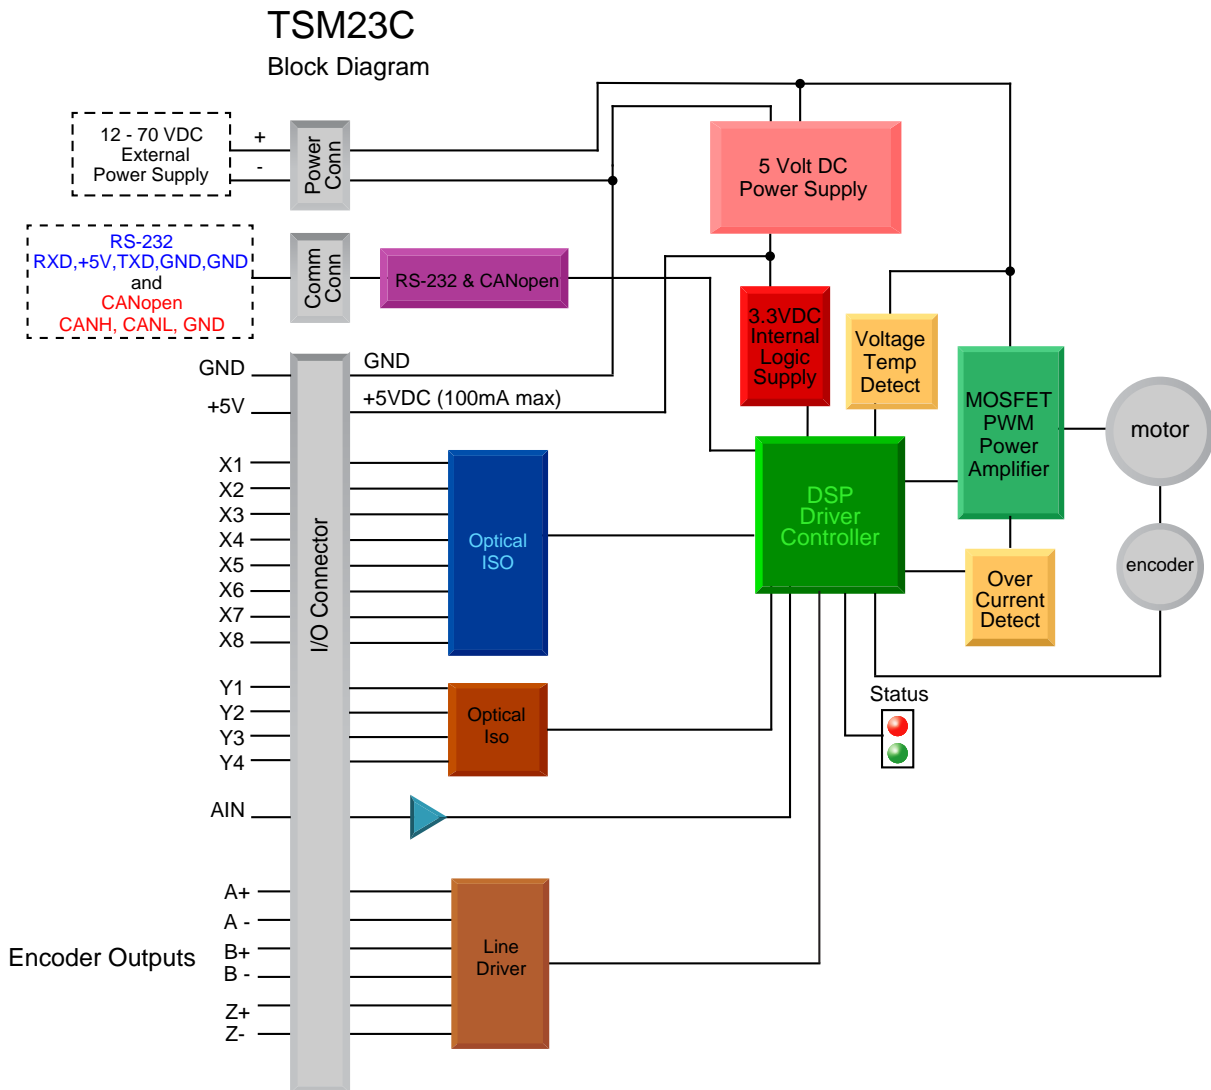 TSM23C
Block Diagram
12 - 70 VDC
External
Power Supply
+
-
Power
Conn
5 Volt DC
Power Supply
RS-232
RXD,+5V,TXD,GND,GND
and
CANopen
CANH, CANL, GND
Comm
Conn
RS-232 & CANopen
3.3VDC
Internal
Logic
Supply
Voltage
Temp
Detect
MOSFET
PWM
Power
Amplifier
motor
encoder
GND
GND
+5V
+5VDC (100mA max)
I/O Connector
X1
X2
X3
X4
X5
X6
X7
X8
Optical
ISO
DSP
Driver
Controller
Over
Current
Detect
Status
Y1
Y2
Y3
Y4
Optical
Iso
AIN
Encoder Outputs
A+
A -
B+
B -
Z+
Z-
Line
Driver